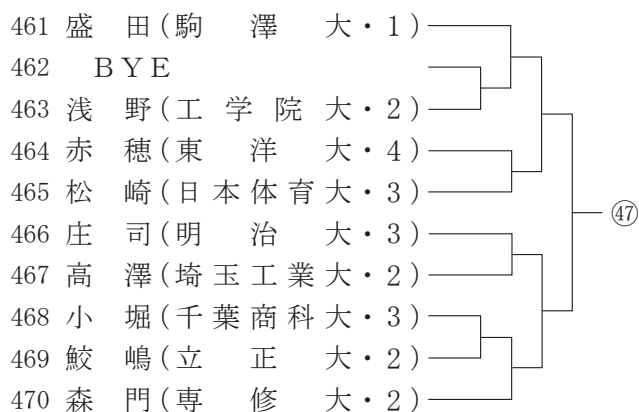 461 盛 田(駒 澤 大・1)
462 BYE
463 浅 野(工 学 院 大・2)
464 赤 穂(東 洋 大・4)
465 松 崎(日 本 体 育 大・3)
466 庄 司(明 治 大・3)
467 高 澤(埼 玉 工 業 大・2)
468 小 堀(千 葉 商 科 大・3)
469 鮫 嶋(立 正 大・2)
470 森 門(専 修 大・2)
㊼